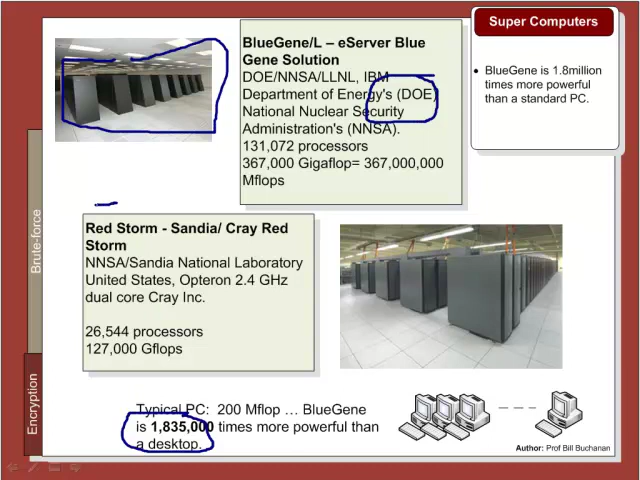 Super Computers
BlueGene/L – eServer Blue
Gene Solution
DOE/NNSA/LLNL, IBM
Department of Energy's (DOE)
National Nuclear Security
Administration's (NNSA).
131,072 processors
367,000 Gigaflop= 367,000,000
Mflops
• BlueGene is 1.8million
times more powerful
than a standard PC.
Brute-force
Encryption
Red Storm - Sandia/ Cray Red
Storm
NNSA/Sandia National Laboratory
United States, Opteron 2.4 GHz
dual core Cray Inc.
26,544 processors
127,000 Gflops
Typical PC: 200 Mflop … BlueGene
is 1,835,000 times more powerful than
a desktop.
Author: Prof Bill Buchanan